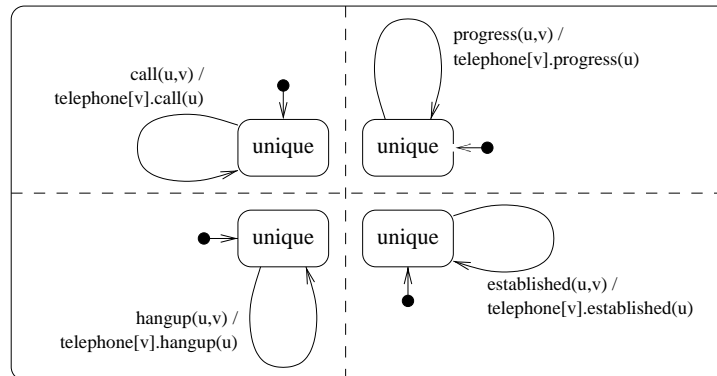 call(u,v) /
telephone[v].call(u)
unique
progress(u,v) /
telephone[v].progress(u)
unique
unique
hangup(u,v) /
telephone[v].hangup(u)
unique
established(u,v) /
telephone[v].established(u)